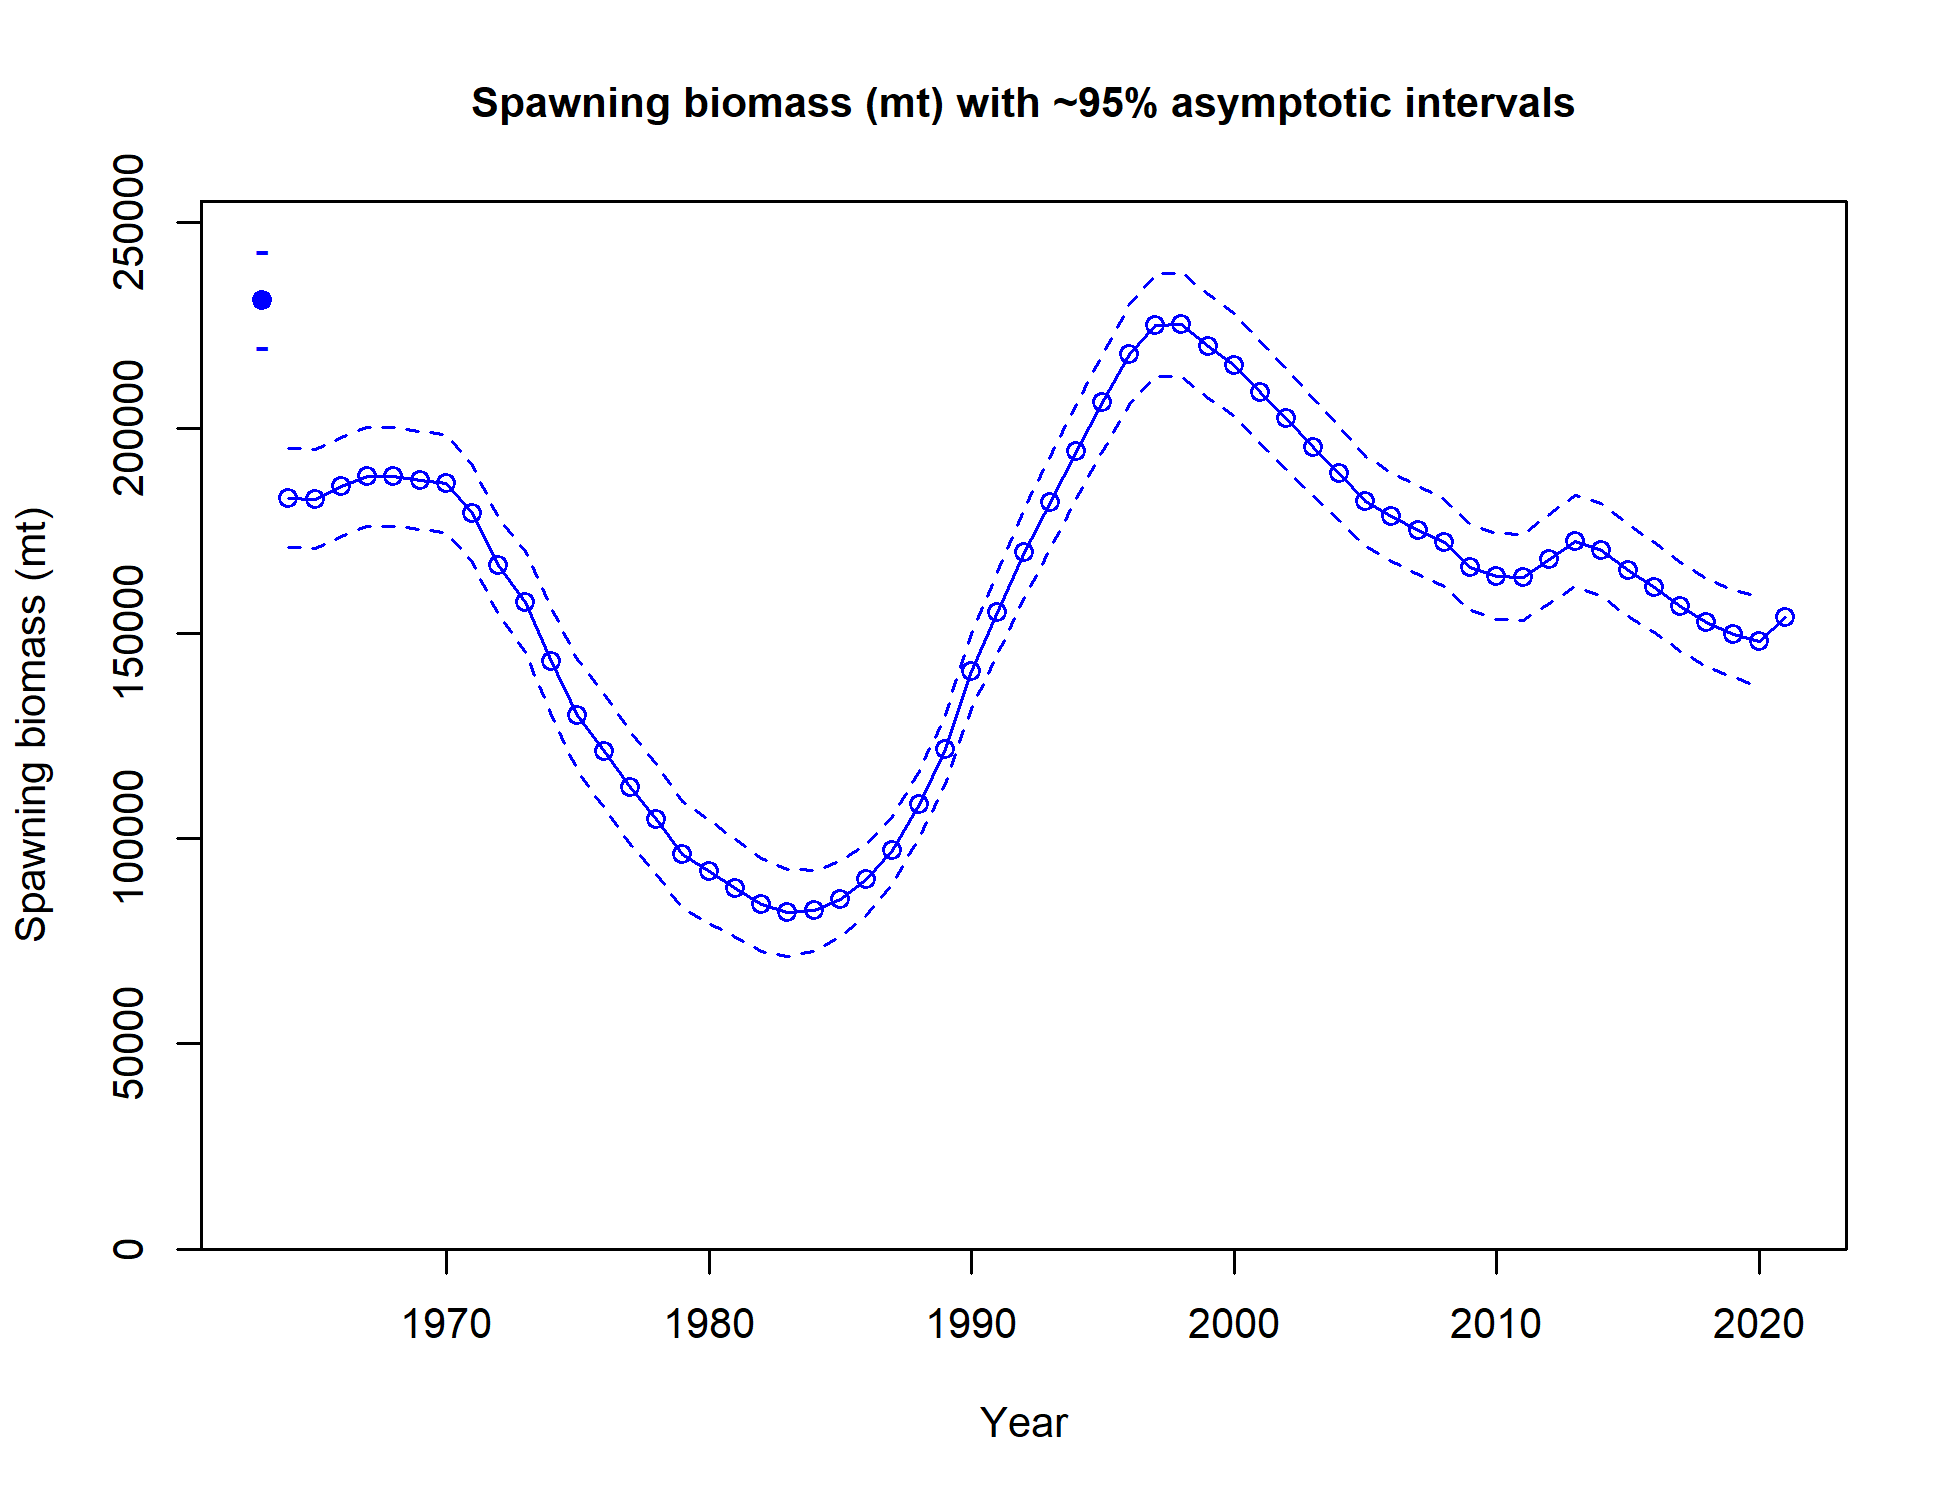 Spawning biomass (mt) with ~95% asymptotic intervals
Spawning biomass (mt)
250000
200000
150000
100000
50000
0
1970 1980 1990 2000 2010 2020
Year